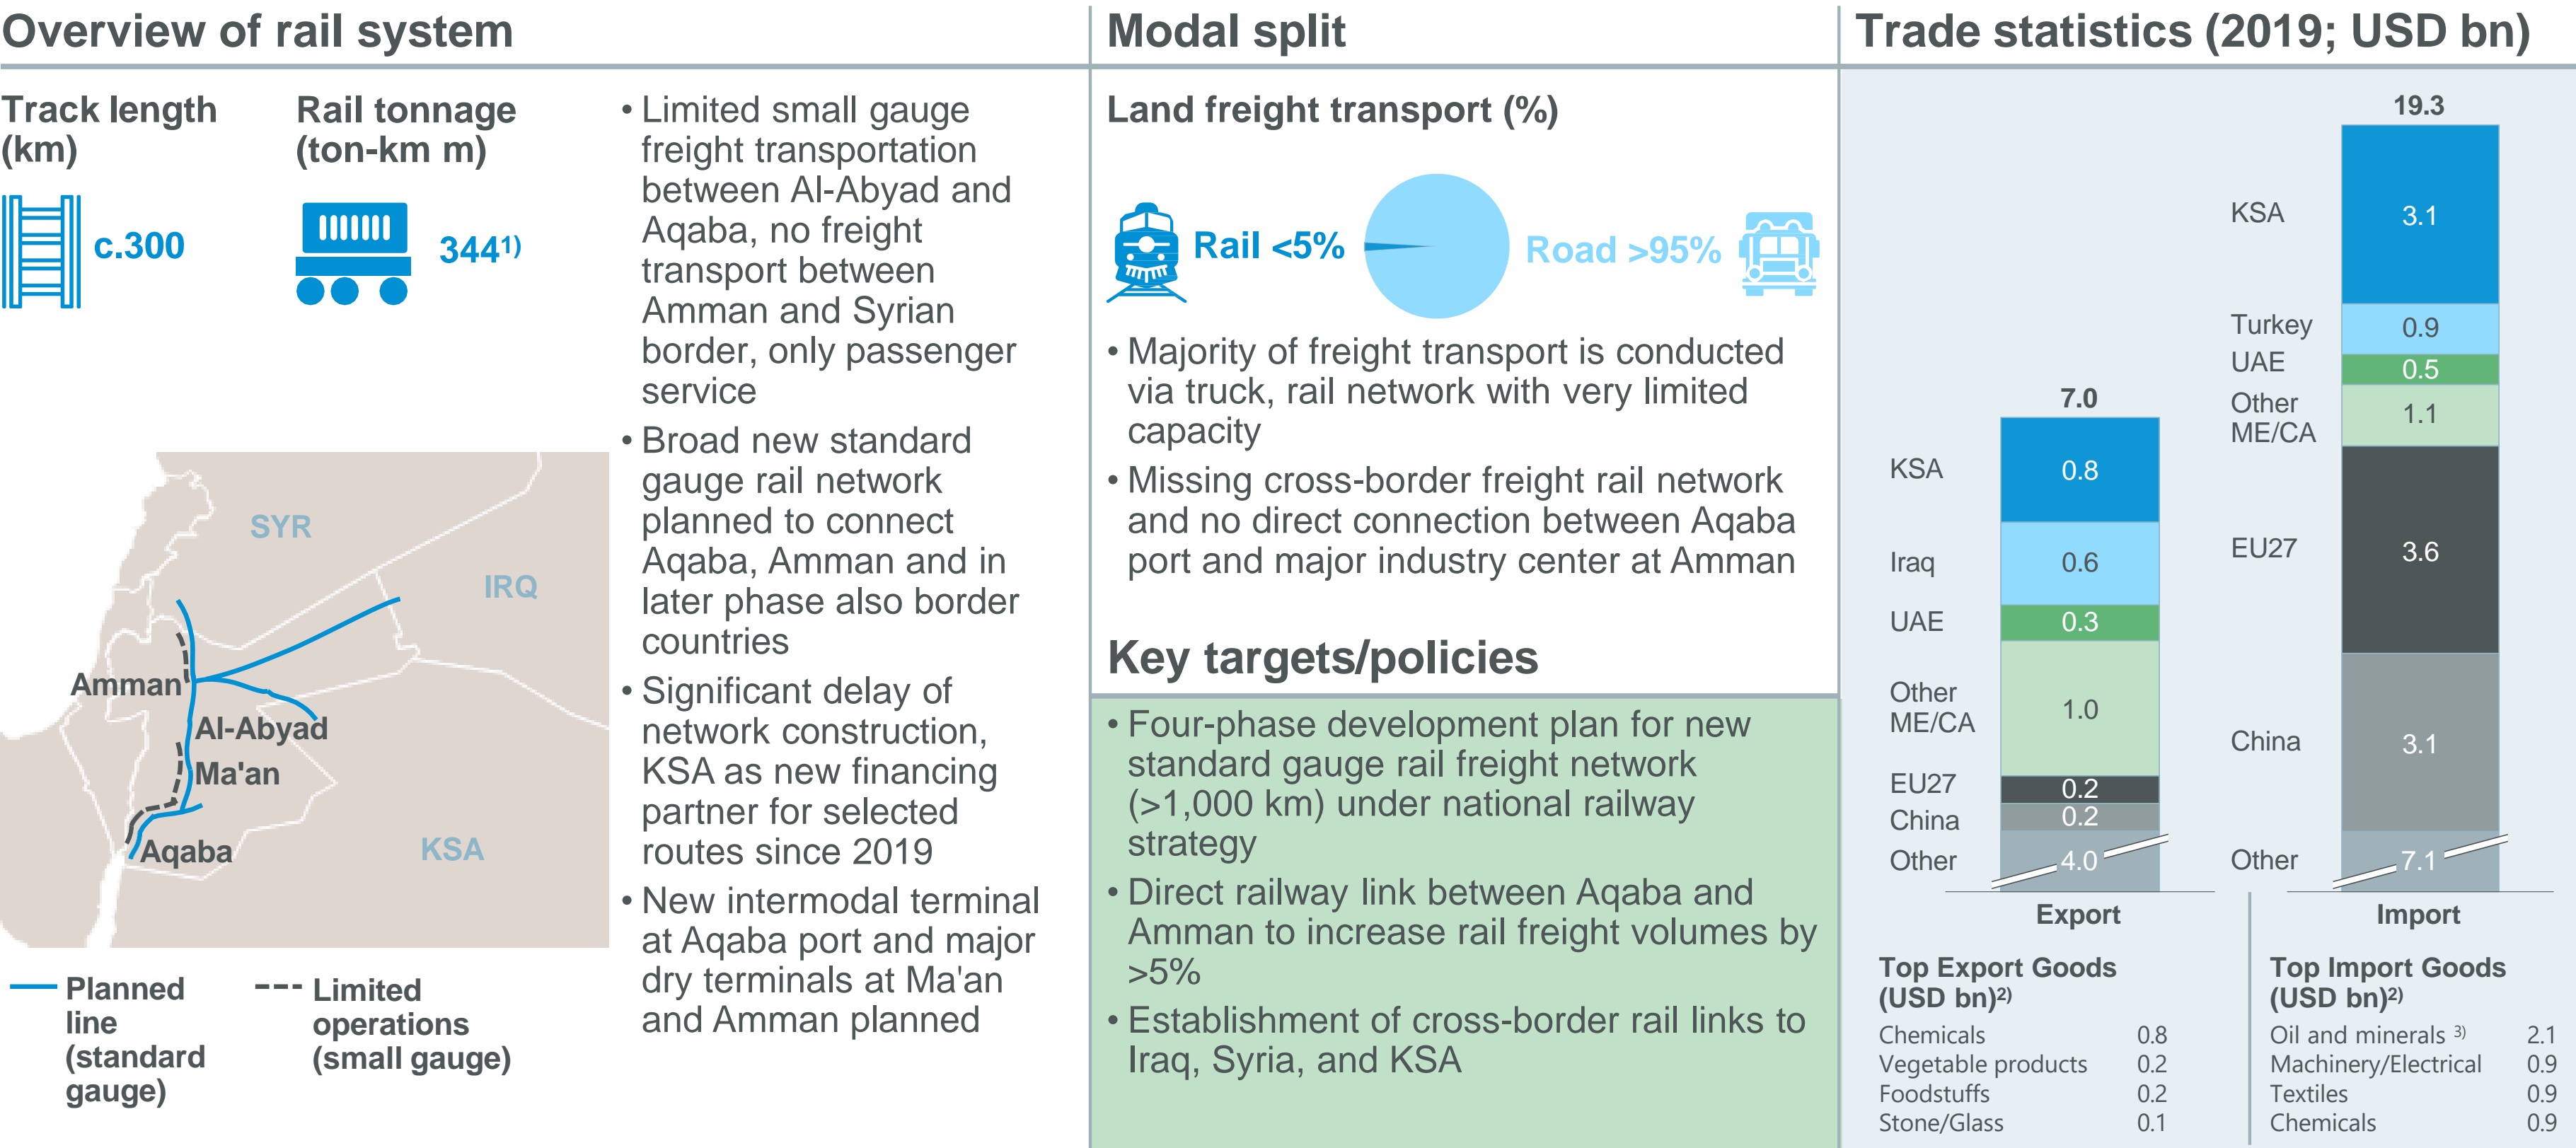 Overview of rail system
Track length
(km)
c.300
Rail tonnage
(ton-km m)
344¹⁾
SYR
IRQ
Amman
Al-Abyad
Ma'an
Aqaba
KSA
Planned
line
(standard
gauge)
Limited
operations
(small gauge)
• Limited small gauge
freight transportation
between Al-Abyad and
Aqaba, no freight
transport between
Amman and Syrian
border, only passenger
service
• Broad new standard
gauge rail network
planned to connect
Aqaba, Amman and in
later phase also border
countries
• Significant delay of
network construction,
KSA as new financing
partner for selected
routes since 2019
• New intermodal terminal
at Aqaba port and major
dry terminals at Ma'an
and Amman planned
Modal split
Land freight transport (%)
Rail <5%
Road >95%
• Majority of freight transport is conducted
via truck, rail network with very limited
capacity
• Missing cross-border freight rail network
and no direct connection between Aqaba
port and major industry center at Amman
Key targets/policies
• Four-phase development plan for new
standard gauge rail freight network
(>1,000 km) under national railway
strategy
• Direct railway link between Aqaba and
Amman to increase rail freight volumes by
>5%
• Establishment of cross-border rail links to
Iraq, Syria, and KSA
Trade statistics (2019; USD bn)
7.0
KSA 0.8
Iraq 0.6
UAE 0.3
Other
ME/CA 1.0
EU27 0.2
China 0.2
Other 4.0
Export
19.3
KSA 3.1
Turkey 0.9
UAE 0.5
Other
ME/CA 1.1
EU27 3.6
China 3.1
Other 7.1
Import
Top Export Goods
(USD bn)²⁾
Chemicals 0.8
Vegetable products 0.2
Foodstuffs 0.2
Stone/Glass 0.1
Top Import Goods
(USD bn)²⁾
Oil and minerals ³⁾ 2.1
Machinery/Electrical 0.9
Textiles 0.9
Chemicals 0.9